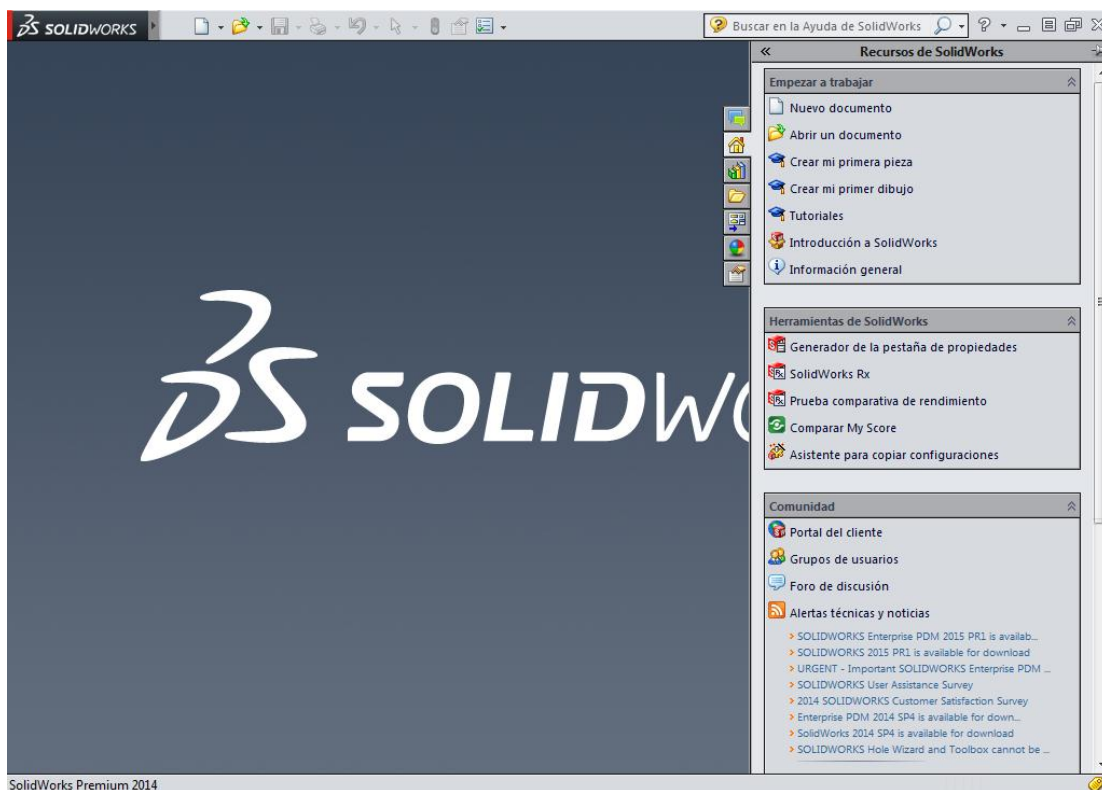 SOLIDWORKS
Buscar en la Ayuda de SolidWorks
Recursos de SolidWorks
Empezar a trabajar
Nuevo documento
Abrir un documento
Crear mi primera pieza
Crear mi primer dibujo
Tutoriales
Introducción a SolidWorks
Información general
SOLIDWO
Herramientas de SolidWorks
Generador de la pestaña de propiedades
SolidWorks Rx
Prueba comparativa de rendimiento
Comparar My Score
Asistente para copiar configuraciones
Comunidad
Portal del cliente
Grupos de usuarios
Foro de discusión
Alertas técnicas y noticias
SOLIDWORKS Enterprise PDM 2015 PR1 is availab...
SOLIDWORKS 2015 PR1 is available for download
URGENT - Important SOLIDWORKS Enterprise PDM ...
SOLIDWORKS User Assistance Survey
2014 SOLIDWORKS Customer Satisfaction Survey
Enterprise PDM 2014 SP4 is available for down...
SolidWorks 2014 SP4 is available for download
SOLIDWORKS Hole Wizard and Toolbox cannot be ...
SolidWorks Premium 2014